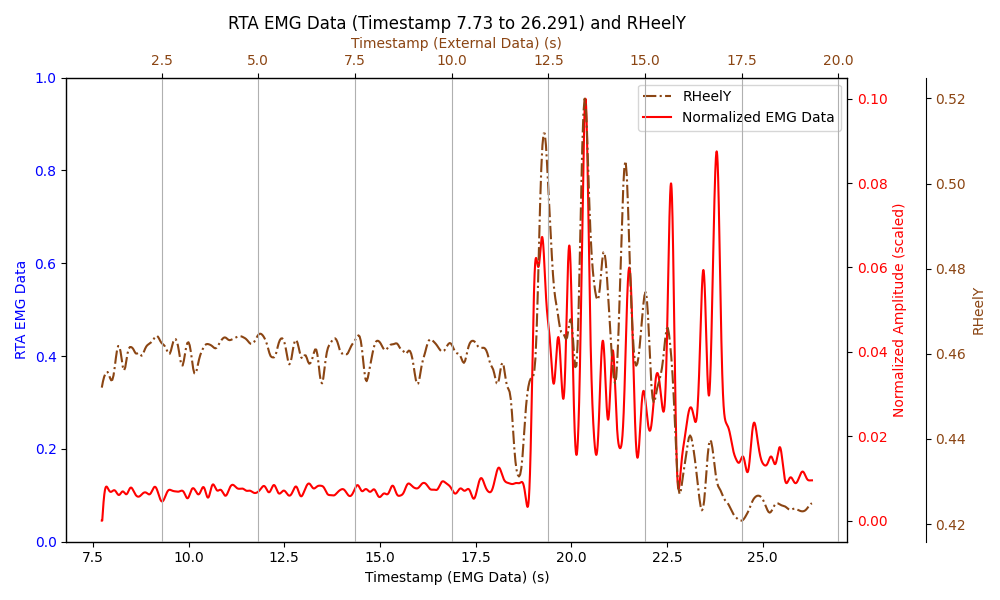 RTA EMG Data (Timestamp 7.73 to 26.291) and RHeelY
Timestamp (External Data) (s)
2.5 5.0 7.5 10.0 12.5 15.0 17.5 20.0
RHeelY
Normalized EMG Data
RTA EMG Data
1.0
0.8
0.6
0.4
0.2
0.0
Normalized Amplitude (scaled)
0.10
0.08
0.06
0.04
0.02
0.00
RHeelY
0.52
0.50
0.48
0.46
0.44
0.42
7.5 10.0 12.5 15.0 17.5 20.0 22.5 25.0
Timestamp (EMG Data) (s)